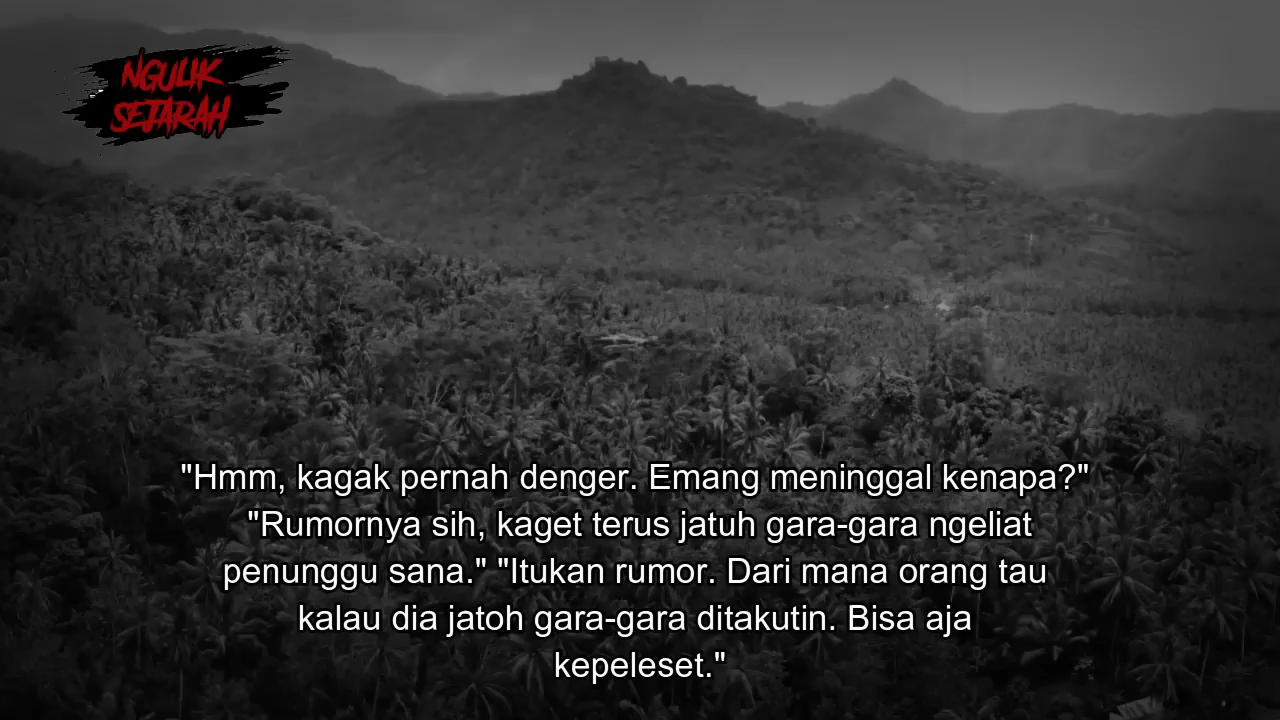 NGULIK
SEJARAH
"Hmm, kagak pernah denger. Emang meninggal kenapa?"
"Rumornya sih, kaget terus jatuh gara-gara ngeliat
penunggu sana." "Itukan rumor. Dari mana orang tau
kalau dia jatoh gara-gara ditakutin. Bisa aja
kepeleset."